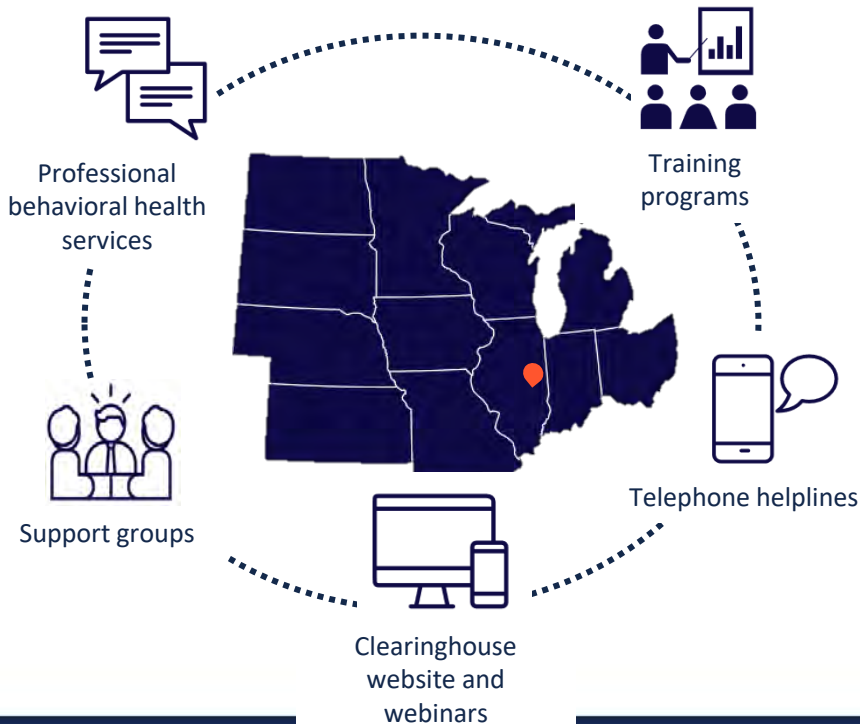 Professional
behavioral health
services
Training
programs
Telephone helplines
Support groups
Clearinghouse
website and
webinars